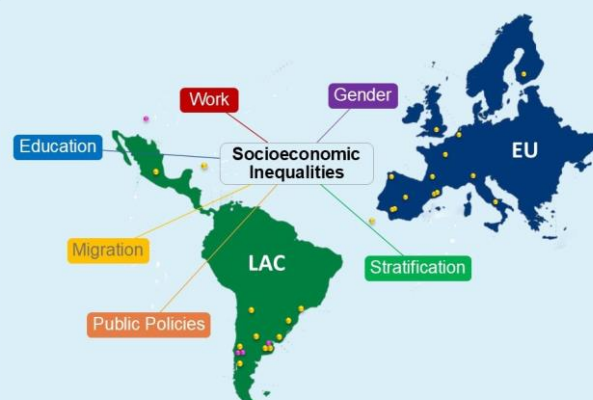 Work
Gender
Education
Socioeconomic
Inequalities
EU
Migration
LAC
Stratification
Public Policies